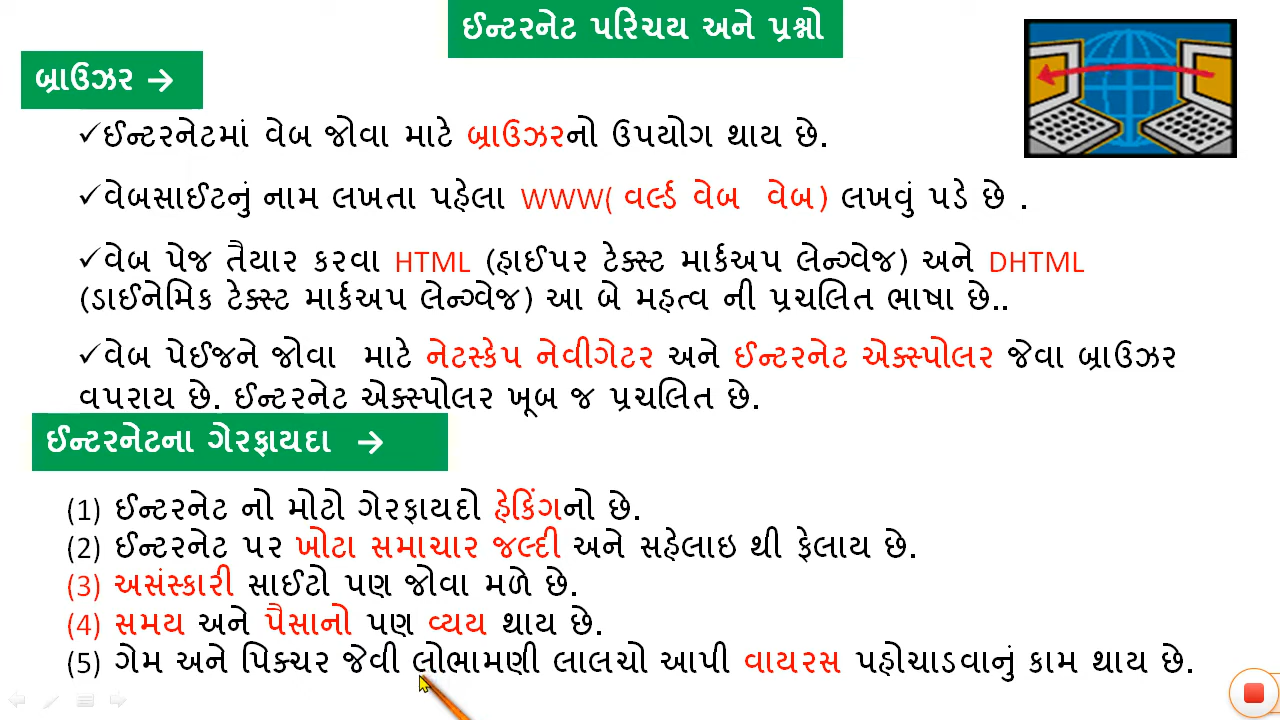 ઈન્ટરનેટ પરિચય અને પ્રશ્નો
બ્રાઉઝર →
✓ઈન્ટરનેટમાં વેબ જોવા માટે બ્રાઉઝરનો ઉપયોગ થાય છે.
✓વેબસાઈટનું નામ લખતા પહેલા WWW( વર્લ્ડ વેબ વેબ) લખવું પડે છે .
✓વેબ પેજ તૈયાર કરવા HTML (હાઈપર ટેક્સ્ટ માર્કઅપ લેન્ગ્વેજ) અને DHTML
(ડાઈનેમિક ટેક્સ્ટ માર્કઅપ લેન્ગ્વેજ) આ બે મહત્વ ની પ્રચલિત ભાષા છે..
✓વેબ પેઈજને જોવા માટે નેટસ્કેપ નેવીગેટર અને ઈન્ટરનેટ એક્સ્પોલર જેવા બ્રાઉઝર
વપરાય છે. ઈન્ટરનેટ એક્સ્પોલર ખૂબ જ પ્રચલિત છે.
ઈન્ટરનેટના ગેરફાયદા →
(1) ઈન્ટરનેટ નો મોટો ગેરફાયદો હેકિંગનો છે.
(2) ઈન્ટરનેટ પર ખોટા સમાચાર જલ્દી અને સહેલાઇ થી ફેલાય છે.
(3) અસંસ્કારી સાઈટો પણ જોવા મળે છે.
(4) સમય અને પૈસાનો પણ વ્યય થાય છે.
(5) ગેમ અને પિક્ચર જેવી લોભામણી લાલચો આપી વાયરસ પહોચાડવાનું કામ થાય છે.